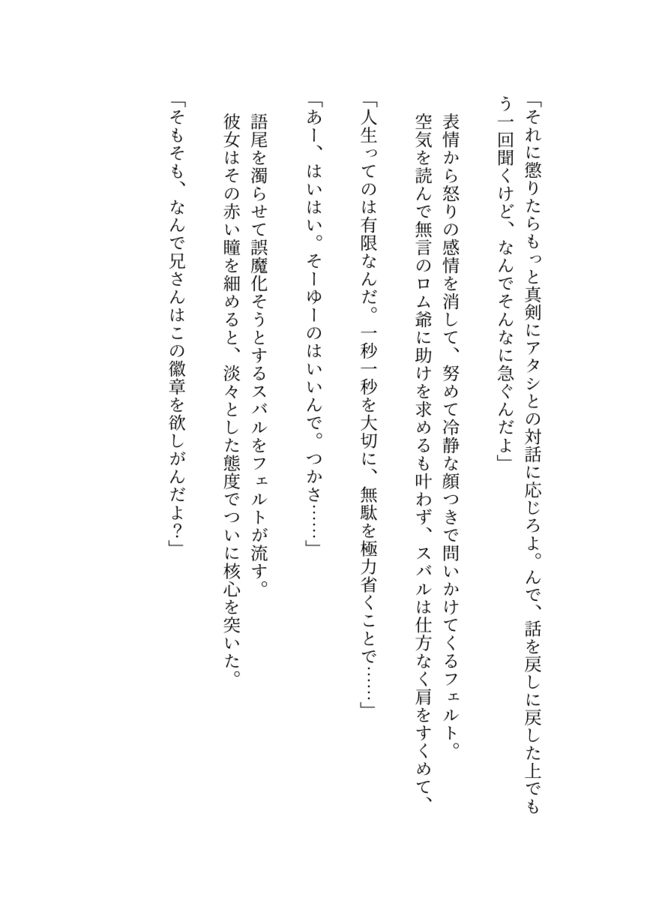 「それに懲りたらもっと真剣にアタシとの対話に応じろよ。んで、話を戻しに戻した上でも
う一回聞くけど、なんでそんなに急ぐんだよ」
表情から怒りの感情を消して、努めて冷静な顔つきで問いかけてくるフェルト。
空気を読んで無言のロム爺に助けを求めるも叶わず、スバルは仕方なく肩をすくめて、
「人生ってのは有限なんだ。一秒一秒を大切に、無駄を極力省くことで……」
「あー、はいはい。そーゆーのはいいんで。つかさ……」
語尾を濁らせて誤魔化そうとするスバルをフェルトが流す。
彼女はその赤い瞳を細めると、淡々とした態度でついに核心を突いた。
「そもそも、なんで兄さんはこの徽章を欲しがんだよ？」